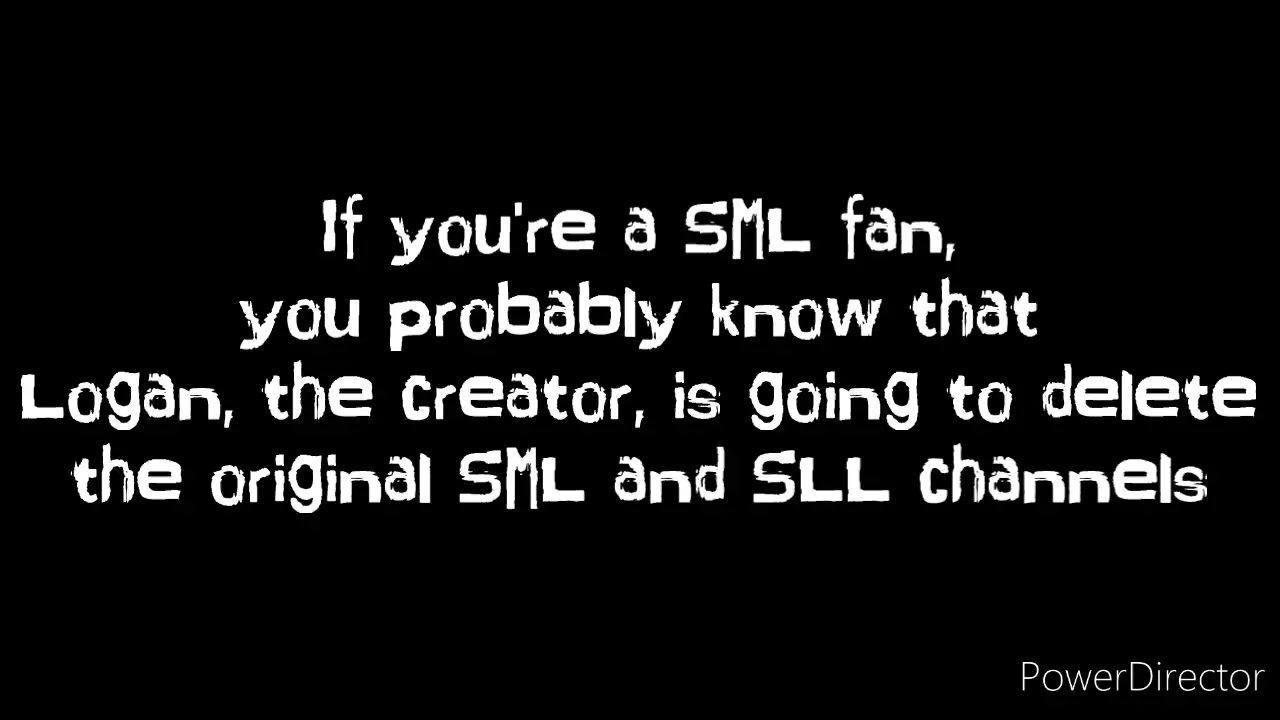 If you're a SML fan,
you probably know that
Logan, the creator, is going to delete
the original SML and SLL channels
PowerDirector